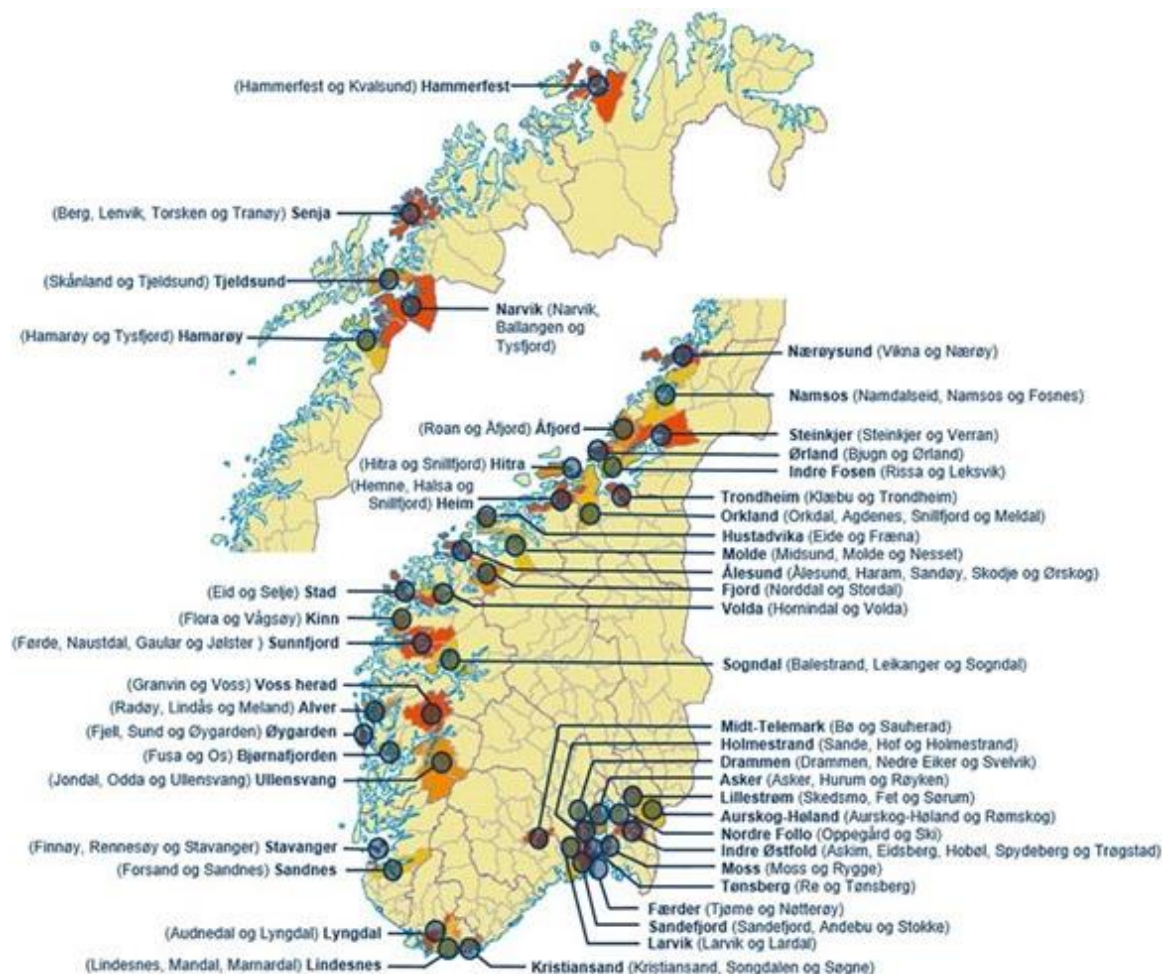 (Hammerfest og Kvalsund) Hammerfest
(Berg, Lenvik, Torsken og Tranøy) Senja
(Skånland og Tjeldsund) Tjeldsund
Narvik (Narvik,
Ballangen og
Tysfjord)
(Hamarøy og Tysfjord) Hamarøy
Nærøysund (Vikna og Nærøy)
Namsos (Namdalseid, Namsos og Fosnes)
(Roan og Åfjord) Åfjord
Steinkjer (Steinkjer og Verran)
Ørland (Bjugn og Ørland)
(Hitra og Snillfjord) Hitra
Indre Fosen (Rissa og Leksvik)
(Hemne, Halsa og
Snillfjord) Heim
Trondheim (Klæbu og Trondheim)
Orkland (Orkdal, Agdenes, Snillfjord og Meldal)
Hustadvika (Eide og Fræna)
Molde (Midsund, Molde og Nesset)
Ålesund (Ålesund, Haram, Sandøy, Skodje og Ørskog)
Fjord (Norddal og Stordal)
(Eid og Selje) Stad
Volda (Hornindal og Volda)
(Flora og Vågsøy) Kinn
(Førde, Naustdal, Gaular og Jølster ) Sunnfjord
Sogndal (Balestrand, Leikanger og Sogndal)
(Granvin og Voss) Voss herad
(Radøy, Lindås og Meland) Alver
(Fjell, Sund og Øygarden) Øygarden
(Fusa og Os) Bjørnafjorden
(Jondal, Odda og Ullensvang) Ullensvang
Midt-Telemark (Bø og Sauherad)
Holmestrand (Sande, Hof og Holmestrand)
Drammen (Drammen, Nedre Eiker og Svelvik)
Asker (Asker, Hurum og Røyken)
Lillestrøm (Skedsmo, Fet og Sørum)
Aurskog-Høland (Aurskog-Høland og Rømskog)
Nordre Follo (Oppegård og Ski)
Indre Østfold (Askim, Eidsberg, Hobøl, Spydeberg og Trøgstad)
Moss (Moss og Rygge)
Tønsberg (Re og Tønsberg)
Færder (Tjøme og Nøtterøy)
Sandefjord (Sandefjord, Andebu og Stokke)
Larvik (Larvik og Lardal)
(Finnøy, Rennesøy og Stavanger) Stavanger
(Forsand og Sandnes) Sandnes
(Audnedal og Lyngdal) Lyngdal
(Lindesnes, Mandal, Marnardal) Lindesnes
Kristiansand (Kristiansand, Songdalen og Søgne)